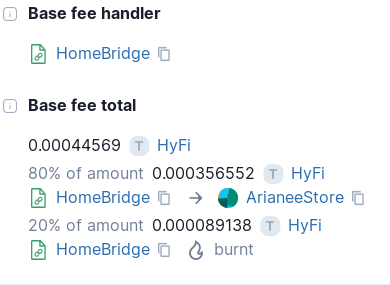 Base fee handler
HomeBridge
Base fee total
0.00044569 T HyFi
80% of amount 0.000356552 T HyFi
HomeBridge → ArianeeStore
20% of amount 0.000089138 T HyFi
HomeBridge burnt